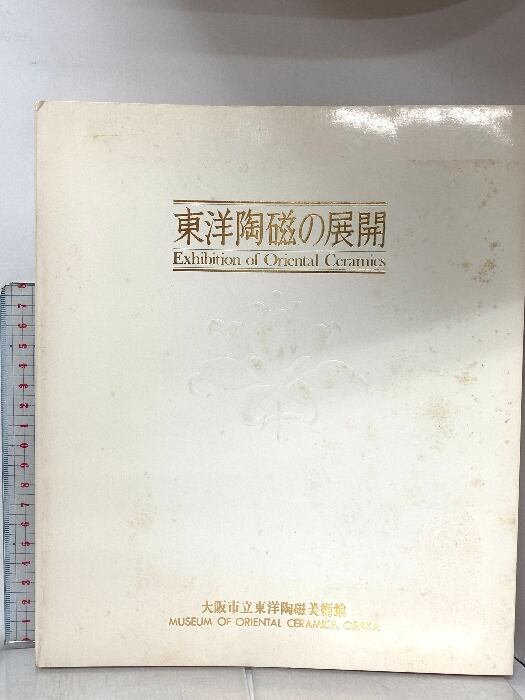 東洋陶磁の展開
Exhibition of Oriental Ceramics
大阪市立東洋陶磁美術館
MUSEUM OF ORIENTAL CERAMICS, OSAKA